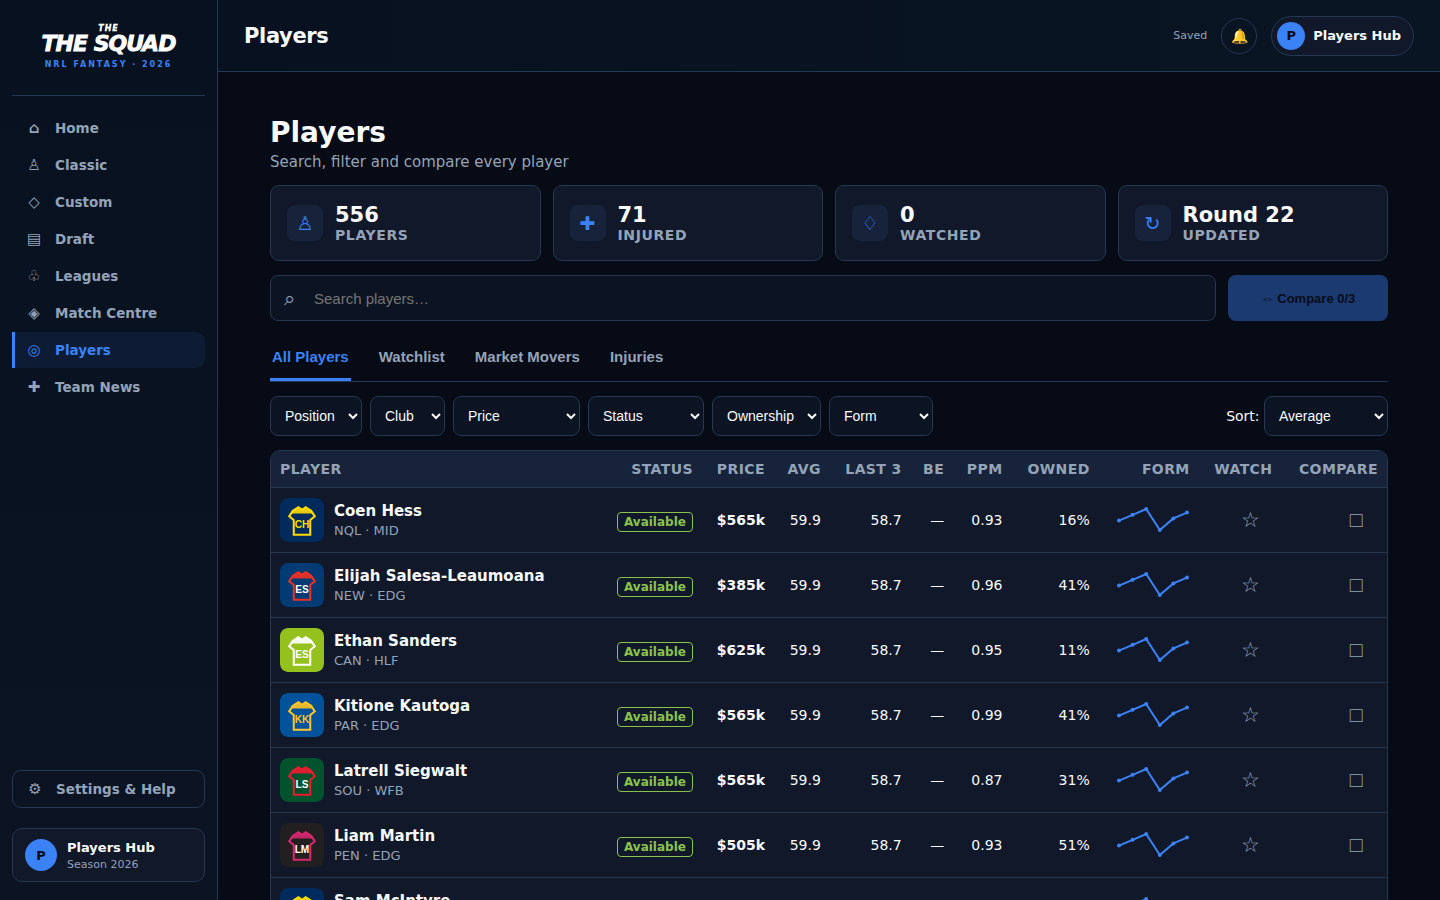 THE
THE SQUAD
NRL FANTASY · 2026
Home
Classic
Custom
Draft
Leagues
Match Centre
Players
Team News
Settings & Help
P
Players Hub
Season 2026
Players
Saved
P
Players Hub
Players
Search, filter and compare every player
556
PLAYERS
71
INJURED
0
WATCHED
Round 22
UPDATED
Search players…
↔ Compare 0/3
All Players Watchlist Market Movers Injuries
Position Club Price Status Ownership Form Sort: Average
PLAYER STATUS PRICE AVG LAST 3 BE PPM OWNED FORM WATCH COMPARE
CH Coen Hess
NQL · MID
Available $565k 59.9 58.7 — 0.93 16%
ES Elijah Salesa-Leaumoana
NEW · EDG
Available $385k 59.9 58.7 — 0.96 41%
ES Ethan Sanders
CAN · HLF
Available $625k 59.9 58.7 — 0.95 11%
KK Kitione Kautoga
PAR · EDG
Available $565k 59.9 58.7 — 0.99 41%
LS Latrell Siegwalt
SOU · WFB
Available $565k 59.9 58.7 — 0.87 31%
LM Liam Martin
PEN · EDG
Available $505k 59.9 58.7 — 0.93 51%
Sam McIntyre